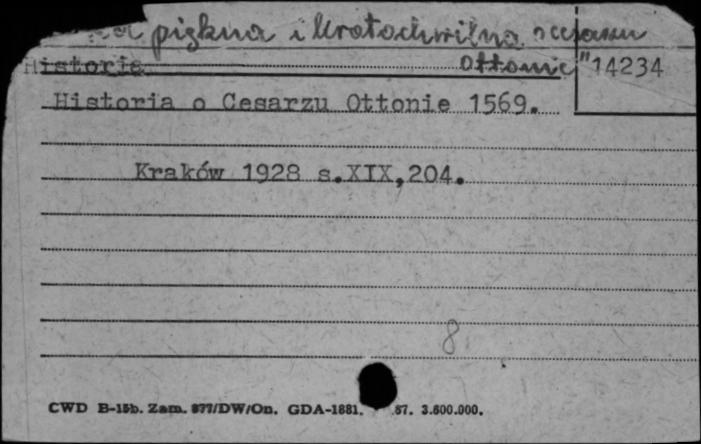 piękna i krotochwilna o cesarzu
Historia Ottonie" 14234
Historia o Cesarzu Ottonie 1569.
Kraków 1928 s.XIX,204.
8
CWD B-15b. Zam. 877/DW/On. GDA-1881. 67. 3.600.000.